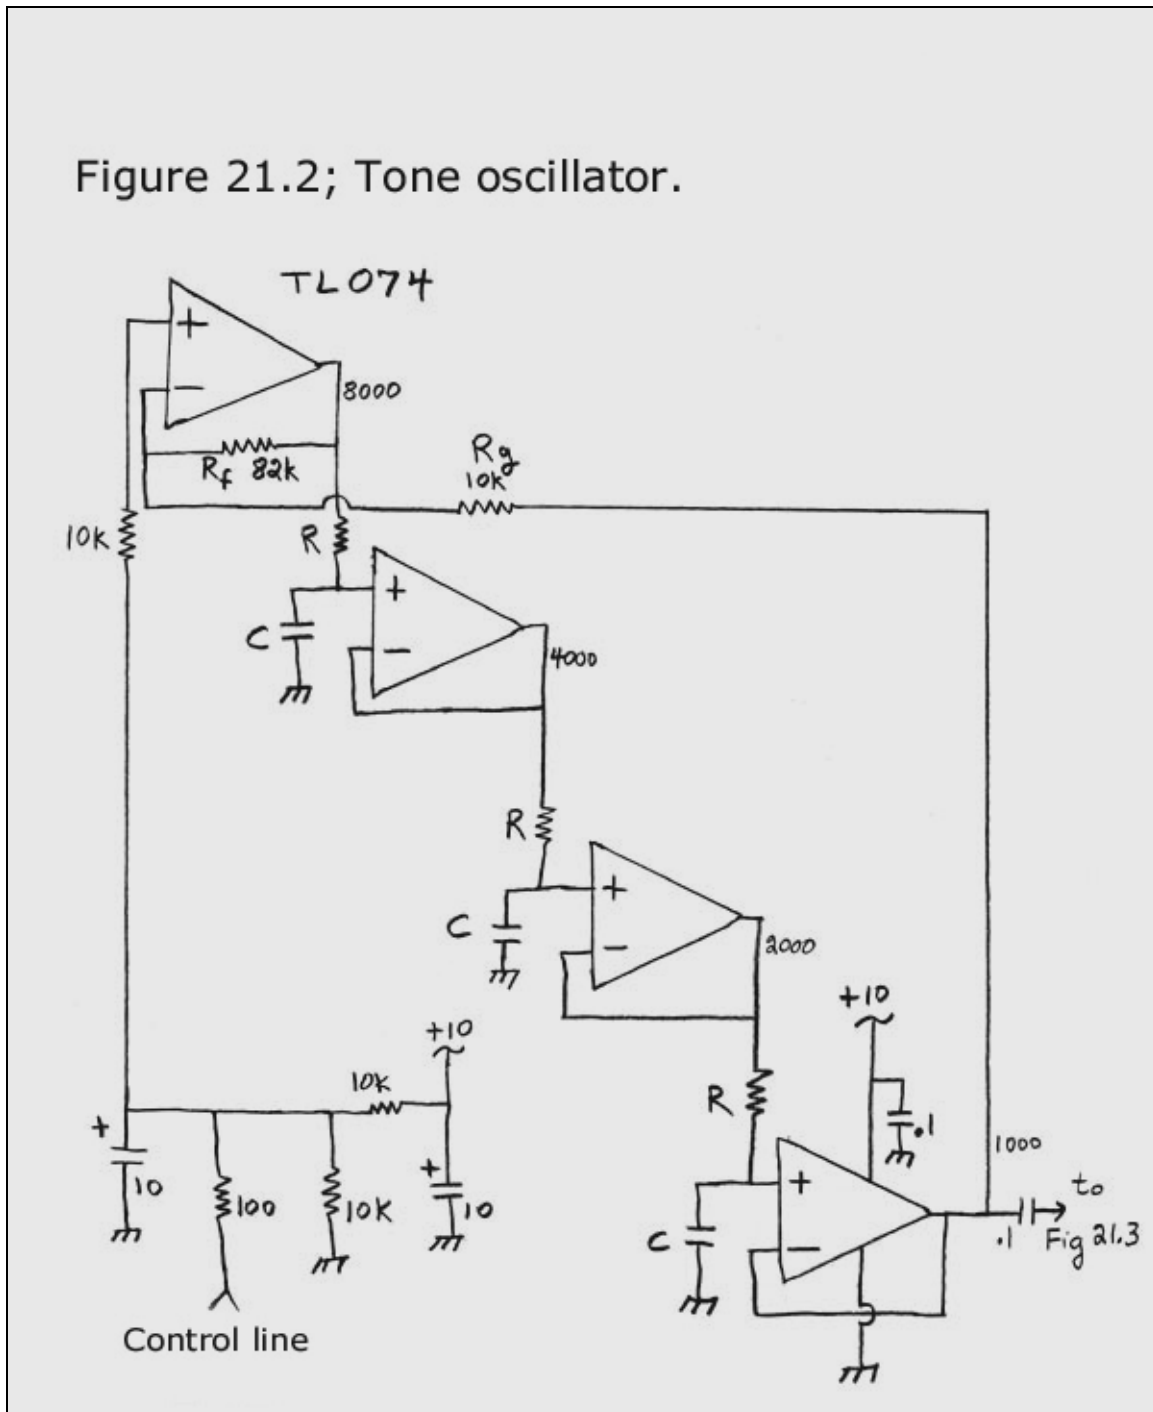 Figure 21.2; Tone oscillator.
TL074
+
−
8000
Rf 82k
Rg
10k
10k
R
+
−
C
4000
R
+
−
C
2000
+10
+10
10k
R
.1
+
10
100
10K
+
10
1000
+
−
C
.1
to
Fig 21.3
Control line